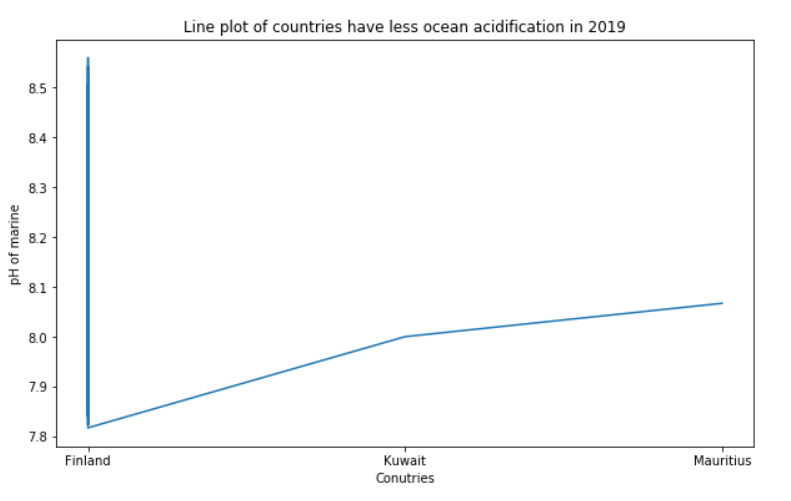 Line plot of countries have less ocean acidification in 2019
pH of marine
8.5
8.4
8.3
8.2
8.1
8.0
7.9
7.8
Finland Kuwait Mauritius
Conutries